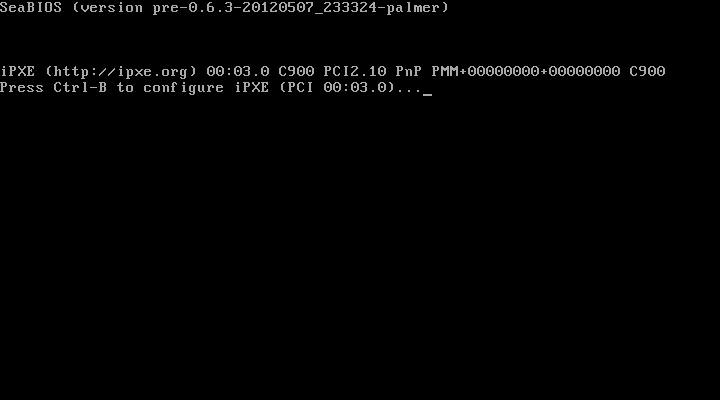 SeaBIOS (version pre-0.6.3-20120507_233324-palmer)
iPXE (http://ipxe.org) 00:03.0 C900 PCI2.10 PnP PMM+00000000+00000000 C900
Press Ctrl-B to configure iPXE (PCI 00:03.0)..._